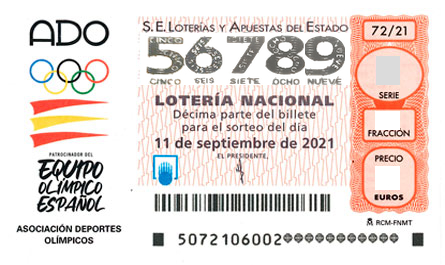 ADO
PATROCINADOR DEL
EQUIPO
OLÍMPICO
ESPAÑOL
ASOCIACIÓN DEPORTES
OLÍMPICOS
S.E. LOTERÍAS Y APUESTAS DEL ESTADO
56789
CINCO SEIS SIETE OCHO NUEVE
LOTERÍA NACIONAL
Décima parte del billete
para el sorteo del día
11 de septiembre de 2021
EL PRESIDENTE,
5072106002
72/21
SERIE
FRACCIÓN
PRECIO
EUROS
RCM-FNMT